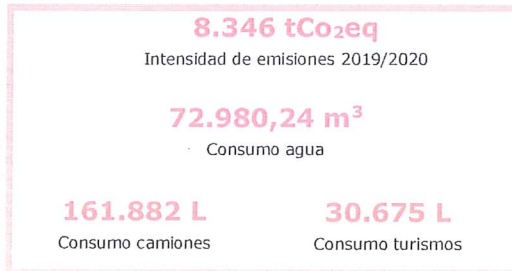 8.346 tCo₂eq
Intensidad de emisiones 2019/2020
72.980,24 m³
Consumo agua
161.882 L
Consumo camiones
30.675 L
Consumo turismos